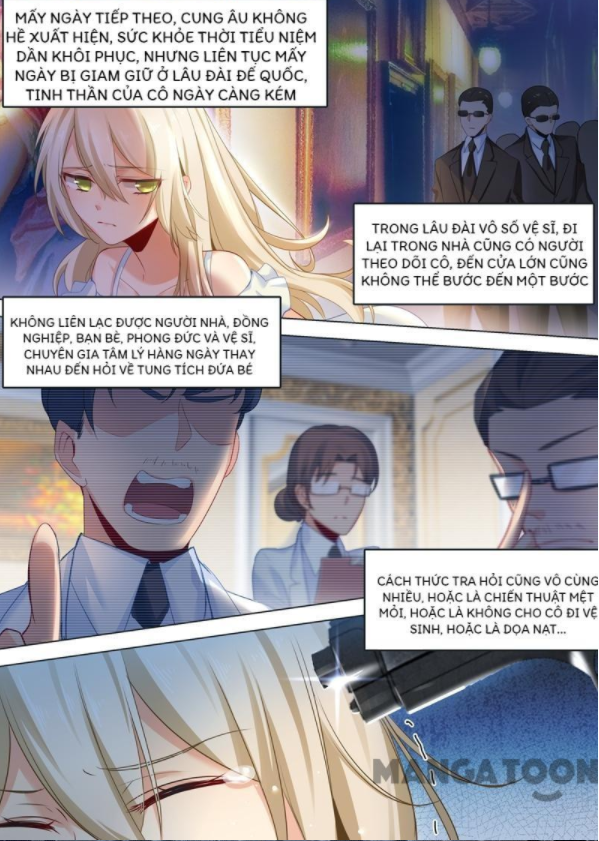 MẤY NGÀY TIẾP THEO, CUNG ÂU KHÔNG
HỀ XUẤT HIỆN, SỨC KHỎE THỜI TIỂU NIỆM
DẦN KHÔI PHỤC, NHƯNG LIÊN TỤC MẤY
NGÀY BỊ GIAM GIỮ Ở LÂU ĐÀI ĐẾ QUỐC,
TINH THẦN CỦA CÔ NGÀY CÀNG KÉM
TRONG LÂU ĐÀI VÔ SỐ VỆ SĨ, ĐI
LẠI TRONG NHÀ CŨNG CÓ NGƯỜI
THEO DÕI CÔ, ĐẾN CỬA LỚN CŨNG
KHÔNG THỂ BƯỚC ĐẾN MỘT BƯỚC
KHÔNG LIÊN LẠC ĐƯỢC NGƯỜI NHÀ, ĐỒNG
NGHIỆP, BẠN BÈ, PHONG ĐỨC VÀ VỆ SĨ,
CHUYÊN GIA TÂM LÝ HÀNG NGÀY THAY
NHAU ĐẾN HỎI VỀ TUNG TÍCH ĐỨA BÉ
CÁCH THỨC TRA HỎI CŨNG VÔ CÙNG
NHIỀU, HOẶC LÀ CHIẾN THUẬT MỆT
MỎI, HOẶC LÀ KHÔNG CHO CÔ ĐI VỆ
SINH, HOẶC LÀ DỌA NẠT...
MANGATOON